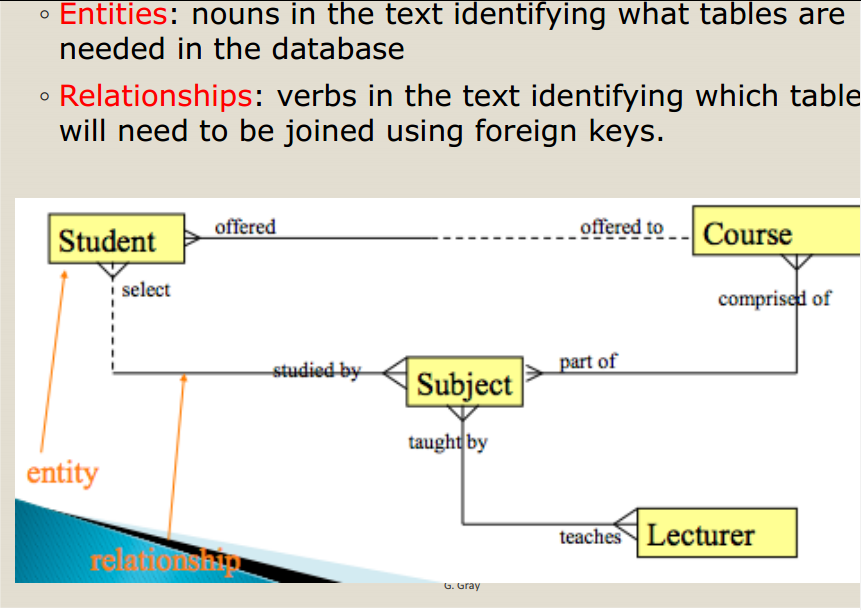 ◦ Entities: nouns in the text identifying what tables are
needed in the database
◦ Relationships: verbs in the text identifying which table
will need to be joined using foreign keys.
Student
offered
offered to
Course
select
comprised of
studied by
Subject
part of
taught by
entity
teaches
Lecturer
relationship
G. Gray